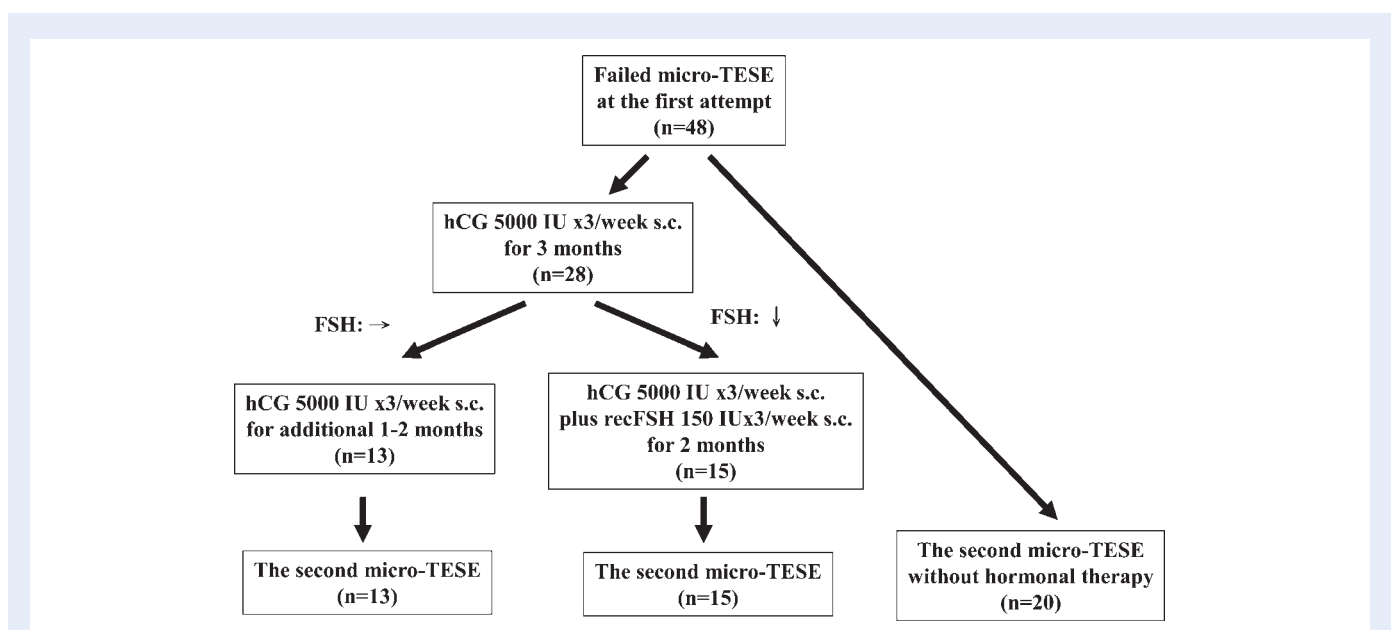 Failed micro-TESE
at the first attempt
(n=48)
hCG 5000 IU x3/week s.c.
for 3 months
(n=28)
FSH: →
FSH: ↓
hCG 5000 IU x3/week s.c.
for additional 1-2 months
(n=13)
hCG 5000 IU x3/week s.c.
plus recFSH 150 IUx3/week s.c.
for 2 months
(n=15)
The second micro-TESE
(n=13)
The second micro-TESE
(n=15)
The second micro-TESE
without hormonal therapy
(n=20)